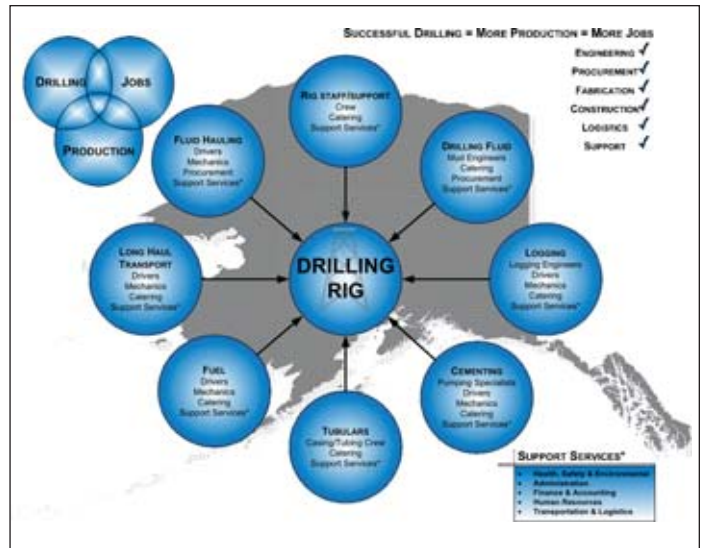 SUCCESSFUL DRILLING = MORE PRODUCTION = MORE JOBS
ENGINEERING ✓
PROCUREMENT ✓
FABRICATION ✓
CONSTRUCTION ✓
LOGISTICS ✓
SUPPORT ✓
DRILLING
JOBS
PRODUCTION
RIG STAFF/SUPPORT
Crew
Catering
Support Services*
FLUID HAULING
Drivers
Mechanics
Procurement
Support Services*
DRILLING FLUID
Mud Engineers
Catering
Procurement
Support Services*
LONG HAUL
TRANSPORT
Drivers
Mechanics
Catering
Support Services*
DRILLING
RIG
LOGGING
Logging Engineers
Drivers
Mechanics
Catering
Support Services*
FUEL
Drivers
Mechanics
Catering
Support Services*
CEMENTING
Pumping Specialists
Drivers
Mechanics
Catering
Support Services*
TUBULARS
Casing/Tubing Crew
Catering
Support Services*
SUPPORT SERVICES*
• Health, Safety & Environmental
• Administration
• Finance & Accounting
• Human Resources
• Transportation & Logistics